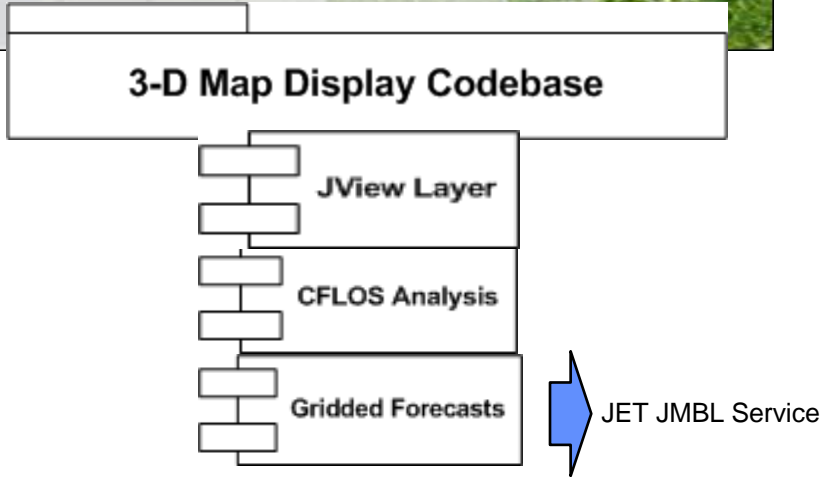 3-D Map Display Codebase
JView Layer
CFLOS Analysis
Gridded Forecasts
JET JMBL Service